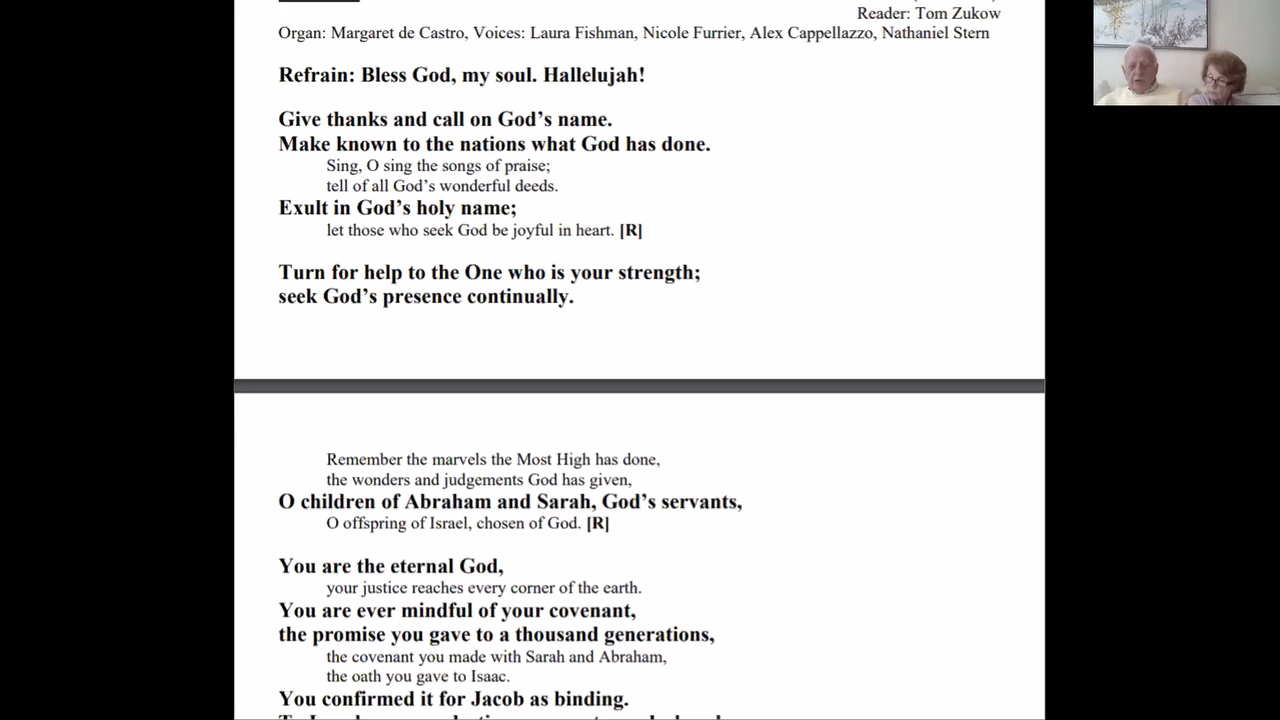 Reader: Tom Zukow
Organ: Margaret de Castro, Voices: Laura Fishman, Nicole Furrier, Alex Cappellazzo, Nathaniel Stern
Refrain: Bless God, my soul. Hallelujah!
Give thanks and call on God’s name.
Make known to the nations what God has done.
Sing, O sing the songs of praise;
tell of all God’s wonderful deeds.
Exult in God’s holy name;
let those who seek God be joyful in heart. [R]
Turn for help to the One who is your strength;
seek God’s presence continually.
Remember the marvels the Most High has done,
the wonders and judgements God has given,
O children of Abraham and Sarah, God’s servants,
O offspring of Israel, chosen of God. [R]
You are the eternal God,
your justice reaches every corner of the earth.
You are ever mindful of your covenant,
the promise you gave to a thousand generations,
the covenant you made with Sarah and Abraham,
the oath you gave to Isaac.
You confirmed it for Jacob as binding.